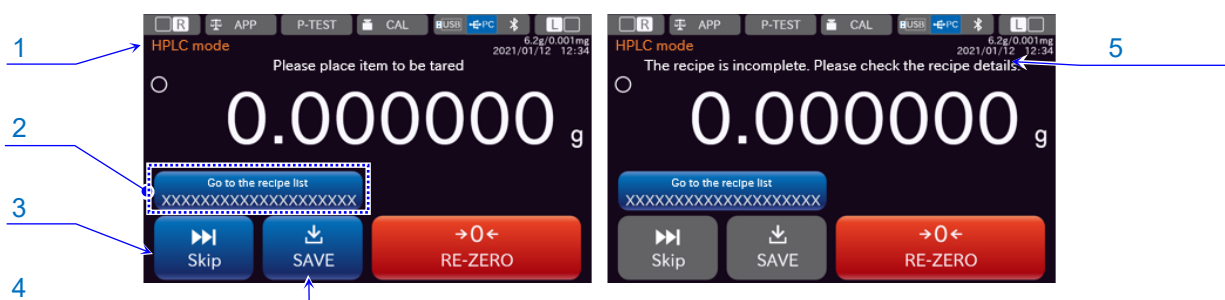 R APP P-TEST CAL USB PC L
HPLC mode
6.2g/0.001mg
2021/01/12 12:34
Please place item to be tared
0.000000 g
Go to the recipe list
XXXXXXXXXXXXXXXXXXXX
Skip SAVE →0← RE-ZERO
R APP P-TEST CAL USB PC L
HPLC mode
6.2g/0.001mg
2021/01/12 12:34
The recipe is incomplete. Please check the recipe details.
0.000000 g
Go to the recipe list
XXXXXXXXXXXXXXXXXXXX
Skip SAVE →0← RE-ZERO
1
2
3
4
5